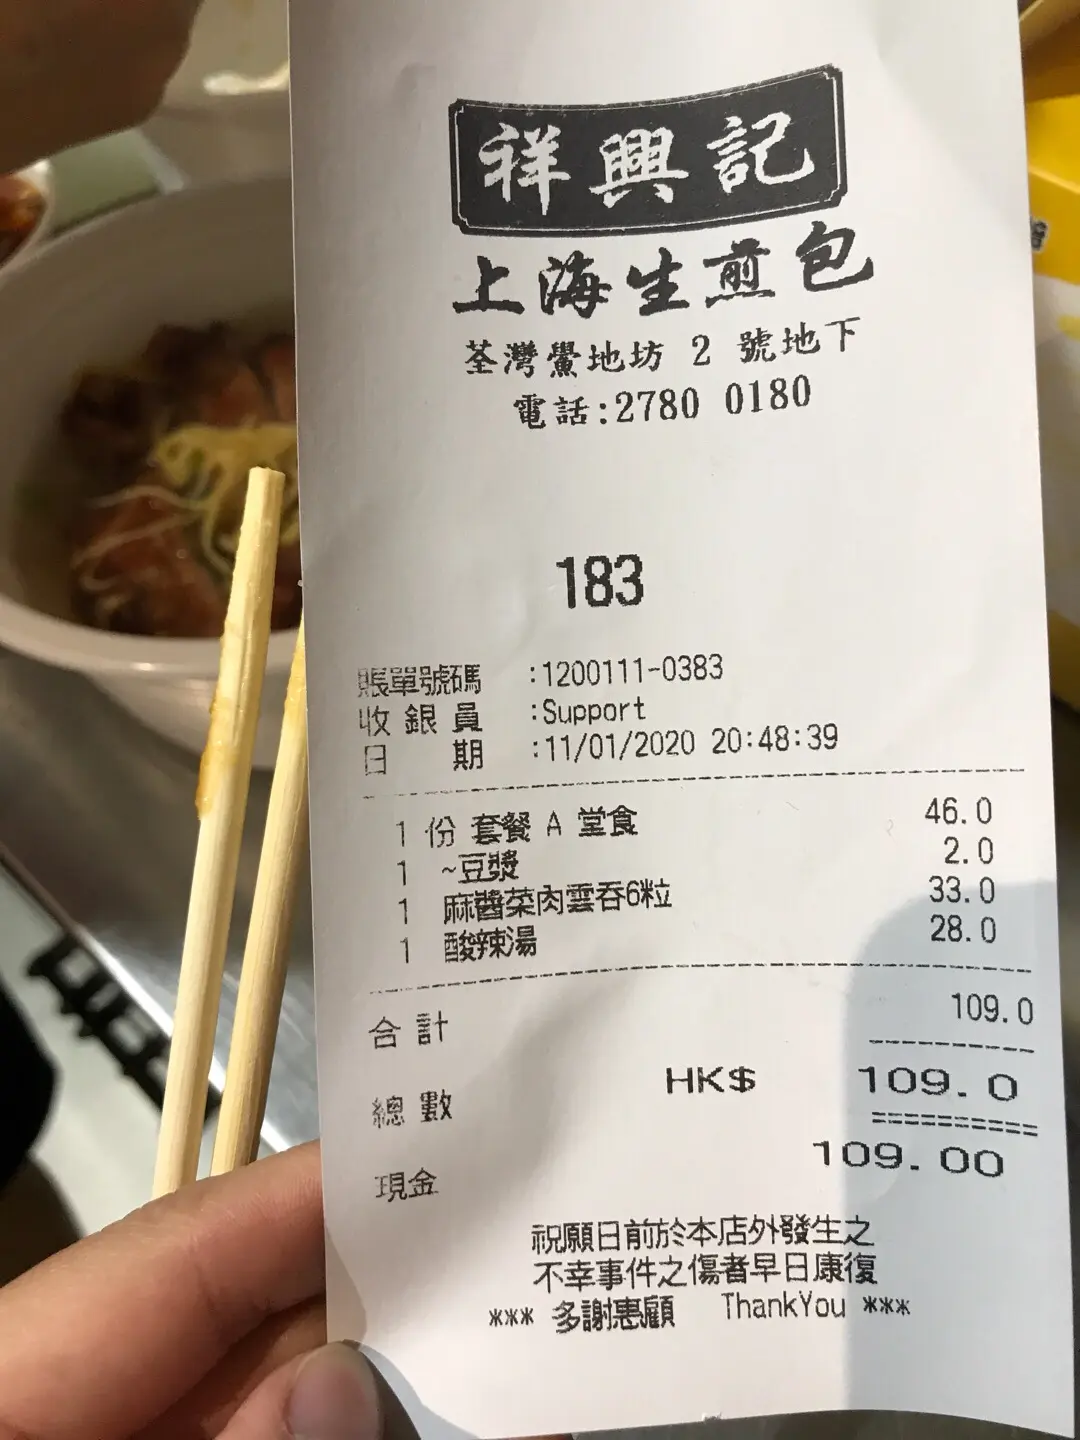 祥興記
上海生煎包
荃灣鱟地坊 2 號地下
電話:2780 0180
183
賬單號碼 :1200111-0383
收銀員 :Support
日期 :11/01/2020 20:48:39
1 份 套餐 A 堂食 46.0
1 ~豆漿 2.0
1 麻醬菜肉雲吞6粒 33.0
1 酸辣湯 28.0
合計 109.0
總數 HK$ 109.0
現金 109.00
祝願日前於本店外發生之
不幸事件之傷者早日康復
*** 多謝惠顧 ThankYou ***